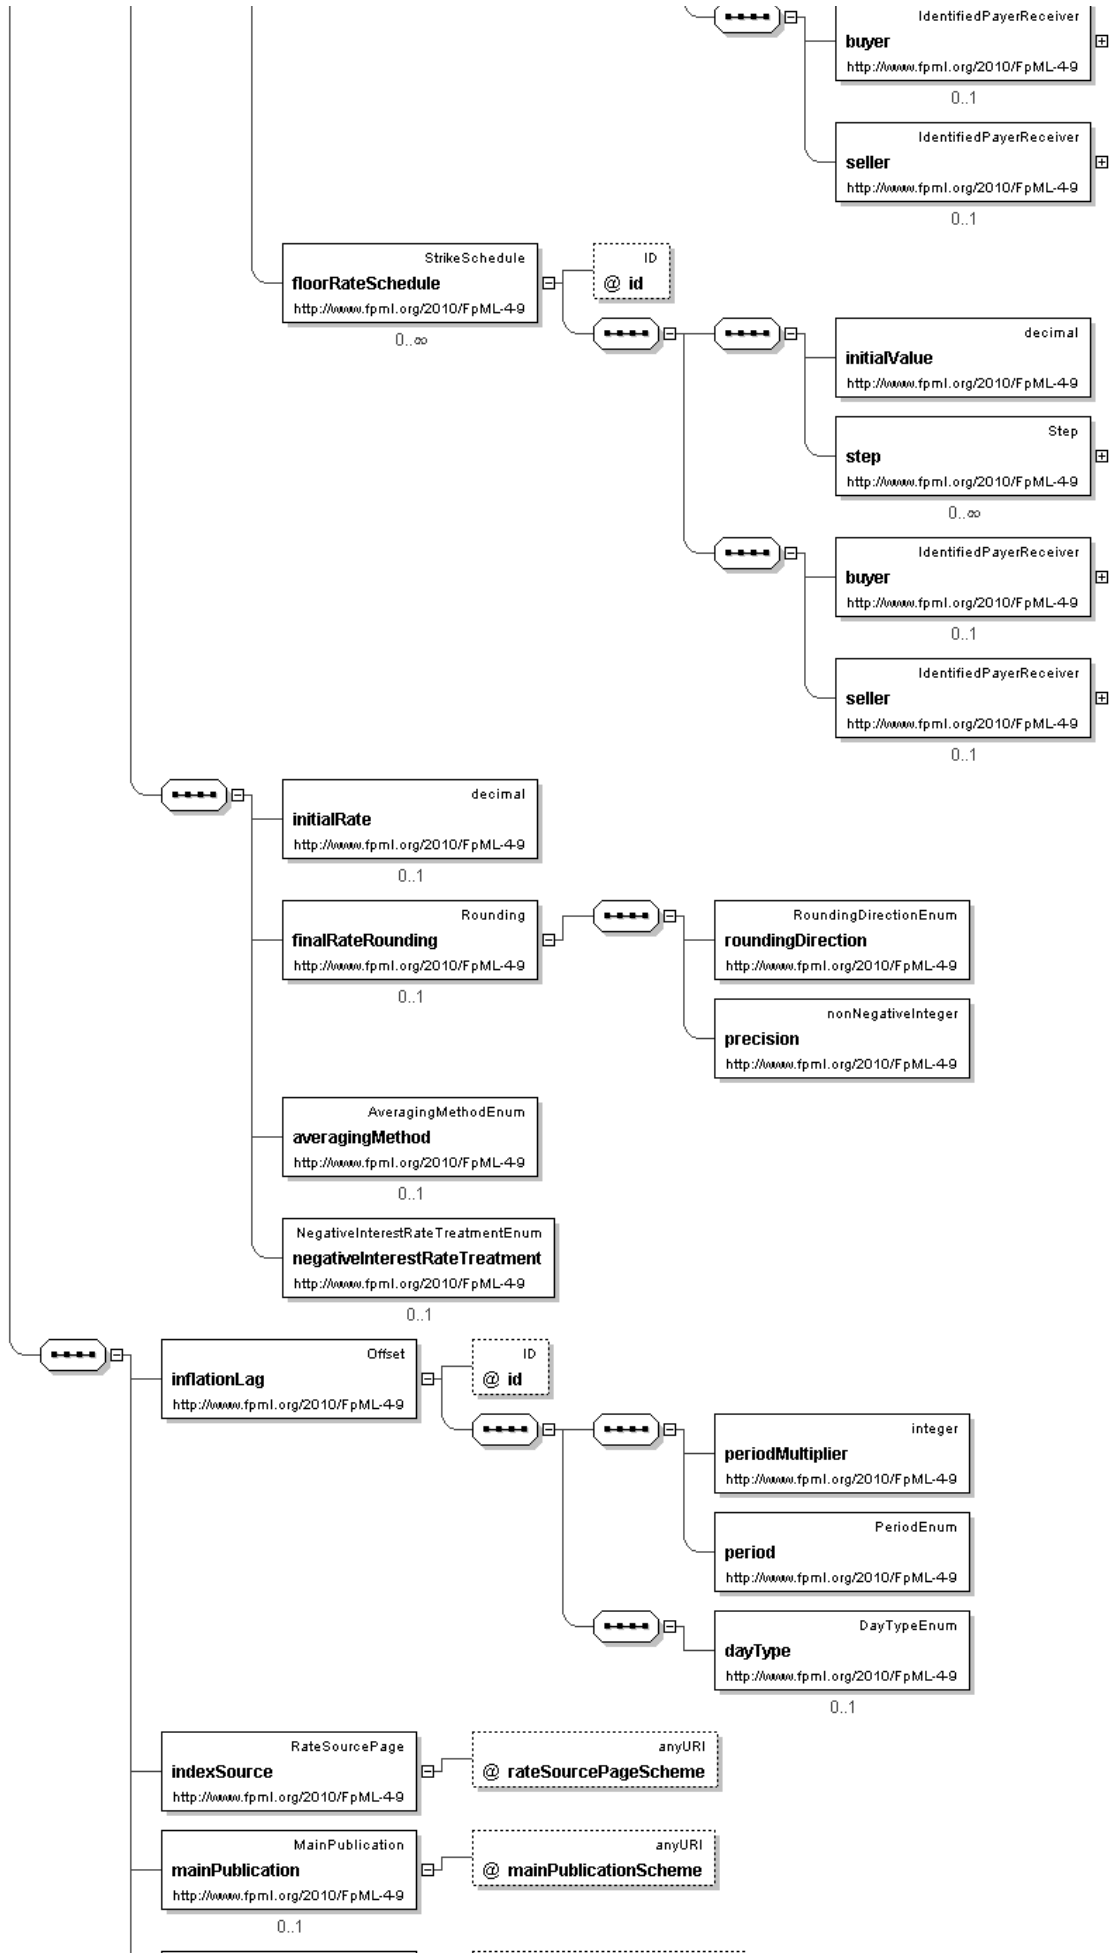 IdentifiedPayerReceiver
buyer
http://www.fpml.org/2010/FpML-4-9
0..1
IdentifiedPayerReceiver
seller
http://www.fpml.org/2010/FpML-4-9
0..1
StrikeSchedule
floorRateSchedule
http://www.fpml.org/2010/FpML-4-9
0..∞
ID
@ id
decimal
initialValue
http://www.fpml.org/2010/FpML-4-9
Step
step
http://www.fpml.org/2010/FpML-4-9
0..∞
IdentifiedPayerReceiver
buyer
http://www.fpml.org/2010/FpML-4-9
0..1
IdentifiedPayerReceiver
seller
http://www.fpml.org/2010/FpML-4-9
0..1
decimal
initialRate
http://www.fpml.org/2010/FpML-4-9
0..1
Rounding
finalRateRounding
http://www.fpml.org/2010/FpML-4-9
0..1
RoundingDirectionEnum
roundingDirection
http://www.fpml.org/2010/FpML-4-9
nonNegativeInteger
precision
http://www.fpml.org/2010/FpML-4-9
AveragingMethodEnum
averagingMethod
http://www.fpml.org/2010/FpML-4-9
0..1
NegativeInterestRateTreatmentEnum
negativeInterestRateTreatment
http://www.fpml.org/2010/FpML-4-9
0..1
Offset
inflationLag
http://www.fpml.org/2010/FpML-4-9
ID
@ id
integer
periodMultiplier
http://www.fpml.org/2010/FpML-4-9
PeriodEnum
period
http://www.fpml.org/2010/FpML-4-9
DayTypeEnum
dayType
http://www.fpml.org/2010/FpML-4-9
0..1
RateSourcePage
indexSource
http://www.fpml.org/2010/FpML-4-9
anyURI
@ rateSourcePageScheme
MainPublication
mainPublication
http://www.fpml.org/2010/FpML-4-9
0..1
anyURI
@ mainPublicationScheme